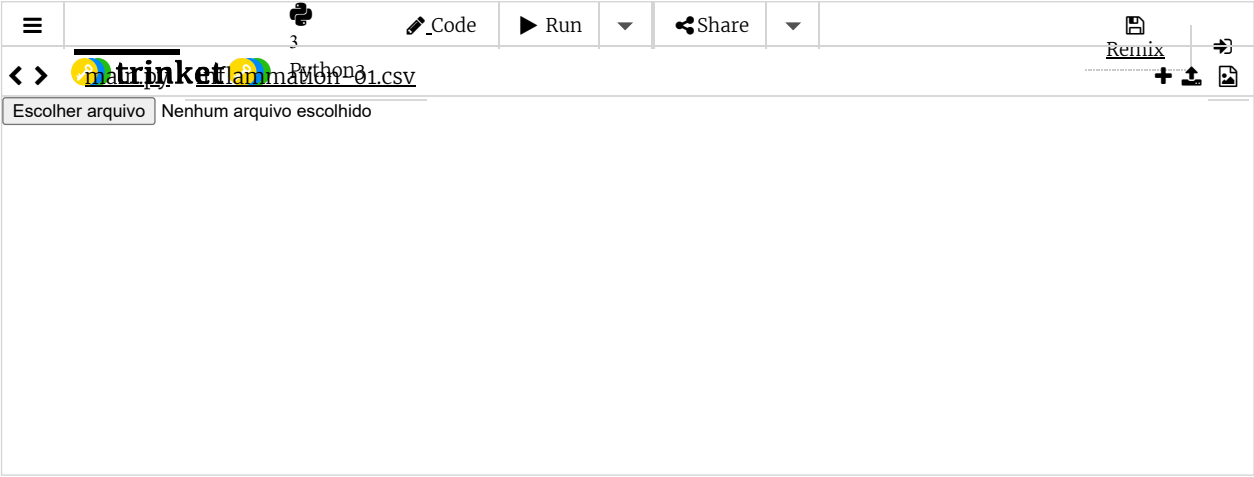 Code Run Share
3
Remix
Python3
trinket
main.py inflammation-01.csv
Escolher arquivo Nenhum arquivo escolhido